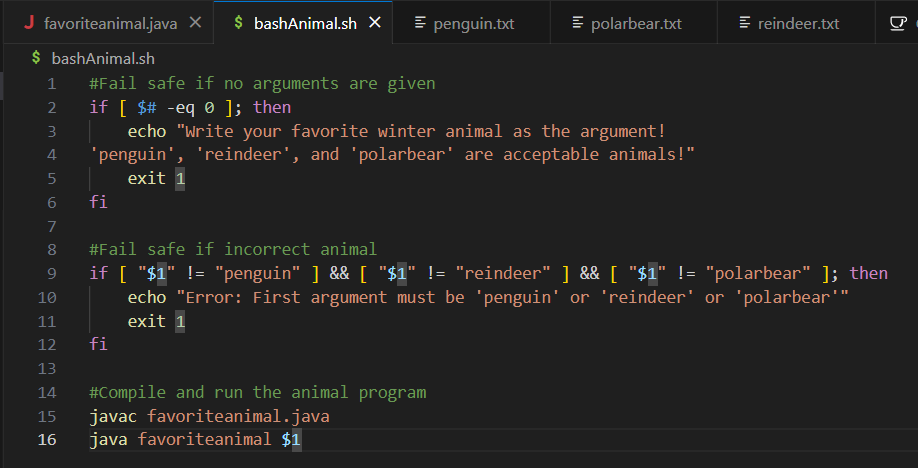 favoriteanimal.java
bashAnimal.sh
penguin.txt
polarbear.txt
reindeer.txt
$ bashAnimal.sh
1 #Fail safe if no arguments are given
2 if [ $# -eq 0 ]; then
3     echo "Write your favorite winter animal as the argument!
4 'penguin', 'reindeer', and 'polarbear' are acceptable animals!"
5     exit 1
6 fi
7
8 #Fail safe if incorrect animal
9 if [ "$1" != "penguin" ] && [ "$1" != "reindeer" ] && [ "$1" != "polarbear" ]; then
10     echo "Error: First argument must be 'penguin' or 'reindeer' or 'polarbear'"
11     exit 1
12 fi
13
14 #Compile and run the animal program
15 javac favoriteanimal.java
16 java favoriteanimal $1